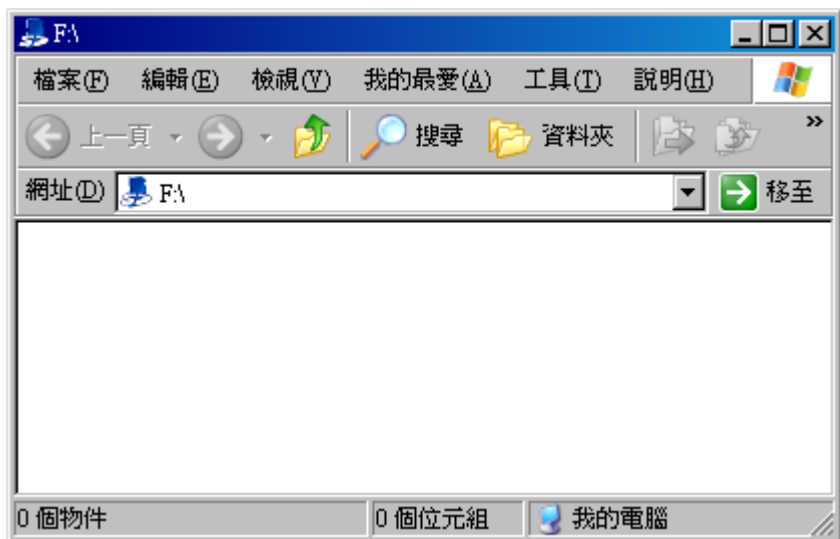 F:\
檔案(F) 編輯(E) 檢視(V) 我的最愛(A) 工具(T) 說明(H)
上一頁 搜尋 資料夾 »
網址(D) F:\ 移至
0 個物件 0 個位元組 我的電腦